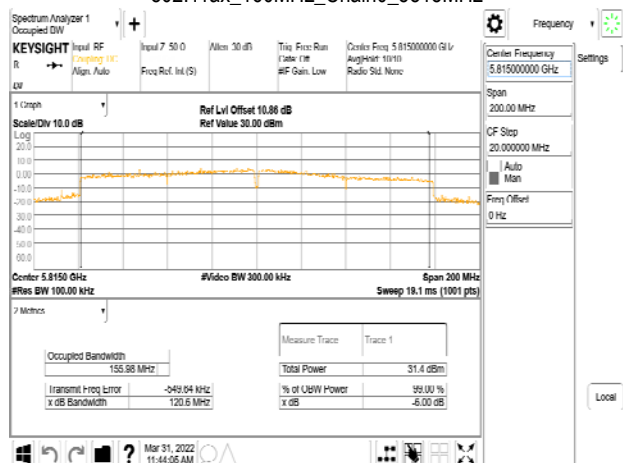 Spectrum Analyzer 1
Occupied BW
Frequency
KEYSIGHT
Input RF
Coupling: DC
Align: Auto
Input Z: 50 Ω
Freq Ref: Int (S)
Atten: 30 dB
Trig: Free Run
Gate: Off
#IF Gain: Low
Center Freq: 5.815000000 GHz
Avg|Hold: 10/10
Radio Std: None
Center Frequency
5.815000000 GHz
Settings
Span
200.00 MHz
CF Step
20.000000 MHz
Auto
Man
Freq Offset
0 Hz
Local
1 Graph
Scale/Div 10.0 dB
Ref Lvl Offset 10.86 dB
Ref Value 30.00 dBm
Log
20.0
10.0
0.00
-10.0
-20.0
-30.0
-40.0
-50.0
-60.0
Center 5.8150 GHz
#Res BW 100.00 kHz
#Video BW 300.00 kHz
Span 200 MHz
Sweep 19.1 ms (1001 pts)
2 Metrics
Measure Trace
Trace 1
Occupied Bandwidth
155.98 MHz
Total Power
31.4 dBm
Transmit Freq Error
-549.64 kHz
% of OBW Power
99.00 %
x dB Bandwidth
120.6 MHz
x dB
-6.00 dB
Mar 31, 2022
11:44:05 AM